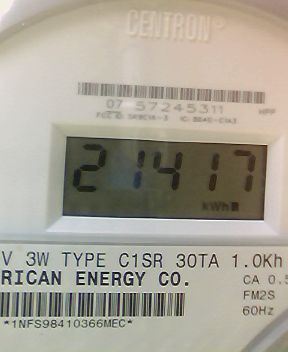 CENTRON®
07 57245311
HPP
21417
kWh
V 3W TYPE C1SR 30TA 1.0Kh
RICAN ENERGY CO.
CA 0.5
FM2S
60Hz
*1NFS98410366MEC*